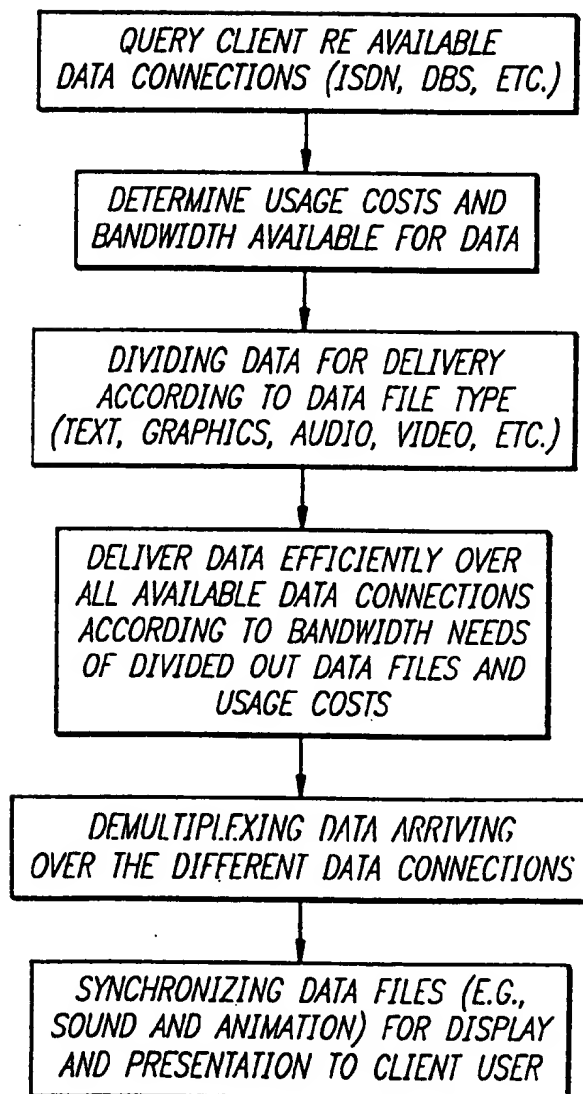 QUERY CLIENT RE AVAILABLE
DATA CONNECTIONS (ISDN, DBS, ETC.)
DETERMINE USAGE COSTS AND
BANDWIDTH AVAILABLE FOR DATA
DIVIDING DATA FOR DELIVERY
ACCORDING TO DATA FILE TYPE
(TEXT, GRAPHICS, AUDIO, VIDEO, ETC.)
DELIVER DATA EFFICIENTLY OVER
ALL AVAILABLE DATA CONNECTIONS
ACCORDING TO BANDWIDTH NEEDS
OF DIVIDED OUT DATA FILES AND
USAGE COSTS
DEMULTIPLEXING DATA ARRIVING
OVER THE DIFFERENT DATA CONNECTIONS
SYNCHRONIZING DATA FILES (E.G.,
SOUND AND ANIMATION) FOR DISPLAY
AND PRESENTATION TO CLIENT USER